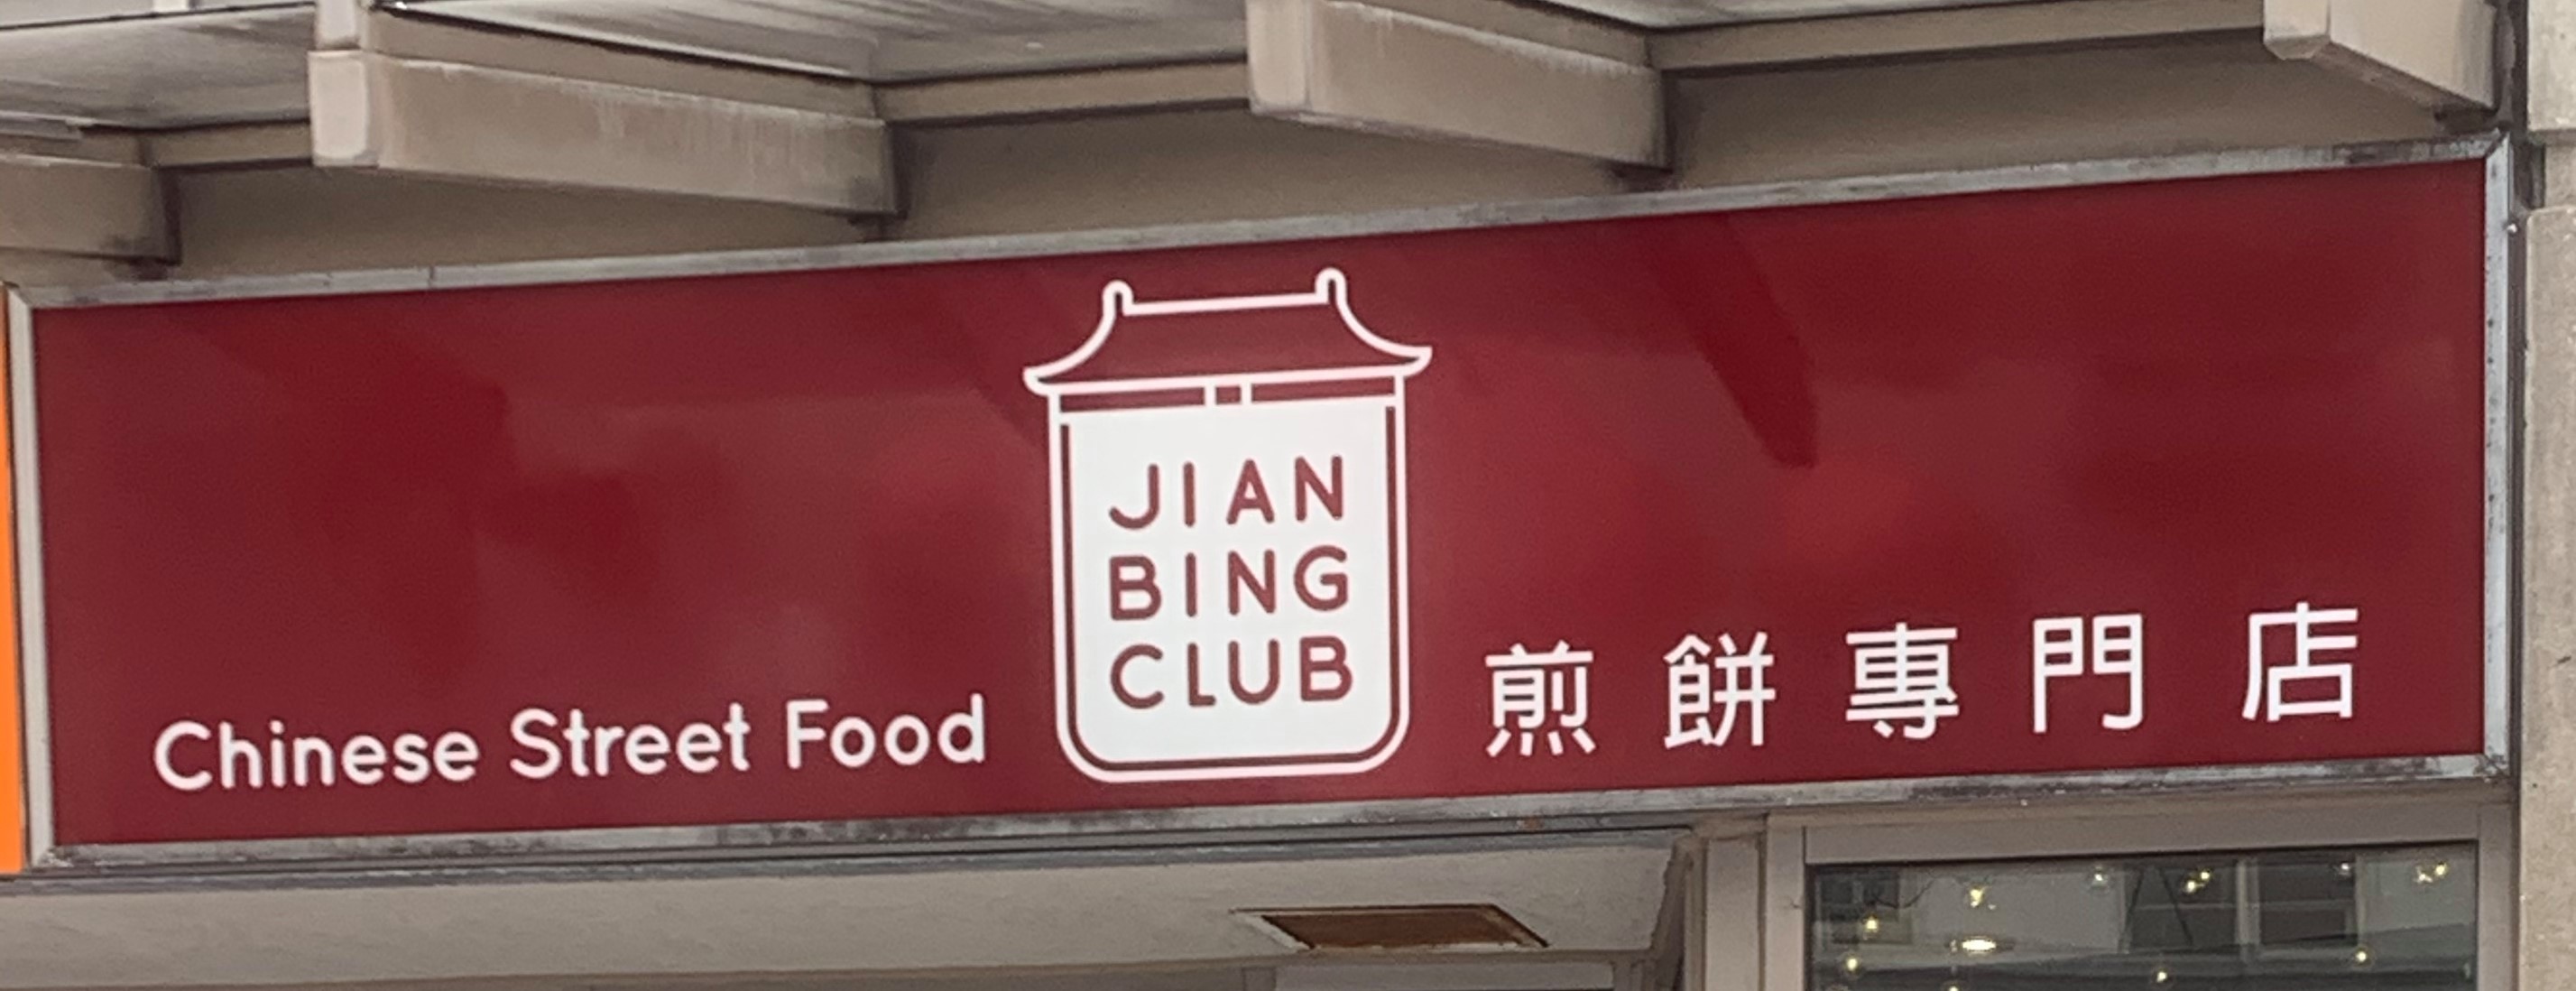 Chinese Street Food
JIAN
BING
CLUB
煎餅專門店